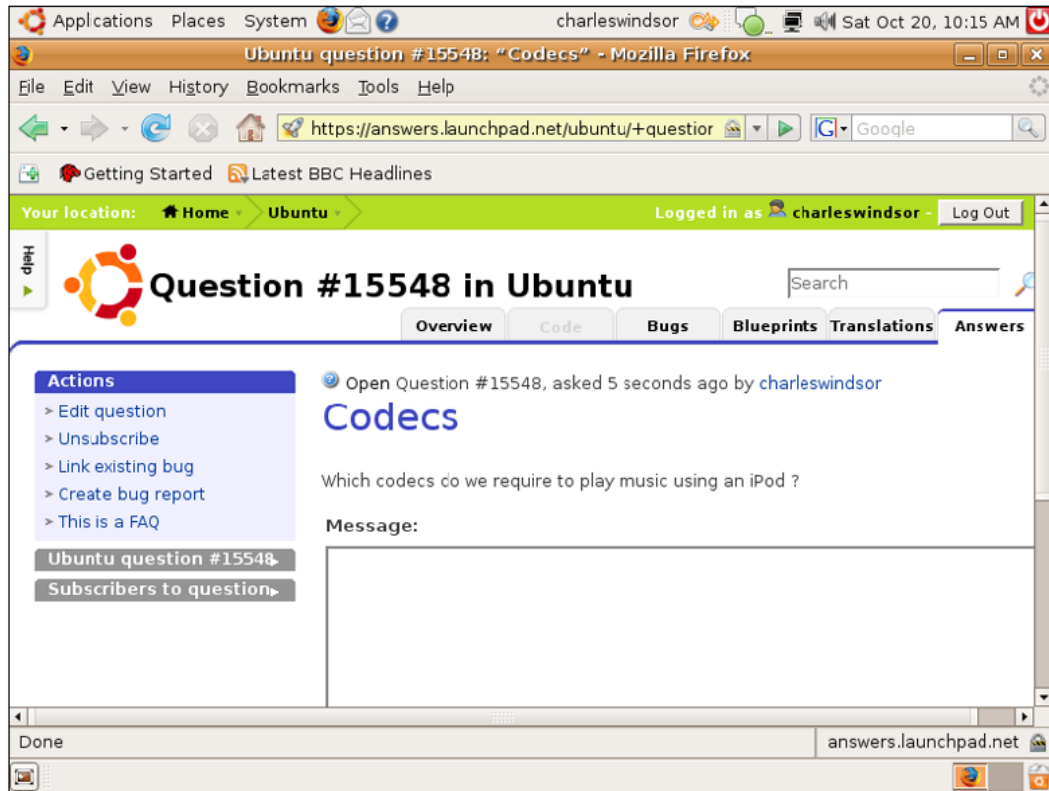 Applications Places System charleswindsor Sat Oct 20, 10:15 AM
Ubuntu question #15548: “Codecs” - Mozilla Firefox
File Edit View History Bookmarks Tools Help
https://answers.launchpad.net/ubuntu/+question G Google
Getting Started Latest BBC Headlines
Your location: Home Ubuntu Logged in as charleswindsor - Log Out
Help
Question #15548 in Ubuntu Search
Overview Code Bugs Blueprints Translations Answers
Actions
Edit question
Unsubscribe
Link existing bug
Create bug report
This is a FAQ
Ubuntu question #15548
Subscribers to question
Open Question #15548, asked 5 seconds ago by charleswindsor
Codecs
Which codecs do we require to play music using an iPod ?
Message:
Done answers.launchpad.net